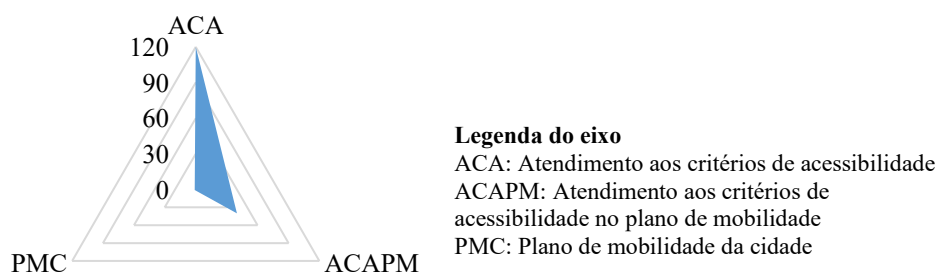 ACA
120
90
60
30
0
PMC
ACAPM
Legenda do eixo
ACA: Atendimento aos critérios de acessibilidade
ACAPM: Atendimento aos critérios de
acessibilidade no plano de mobilidade
PMC: Plano de mobilidade da cidade